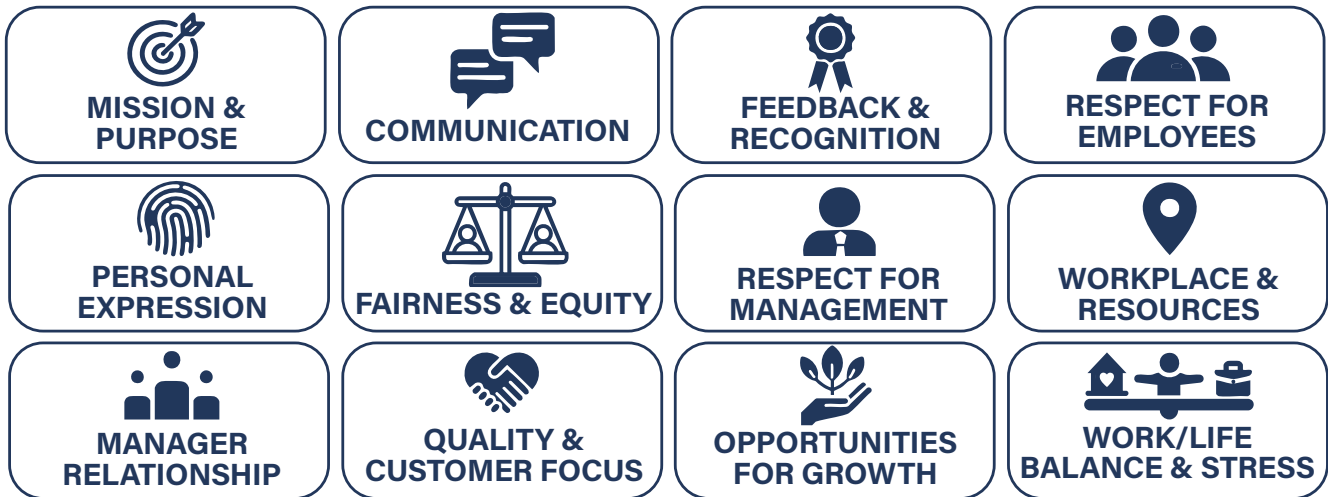 MISSION &
PURPOSE
COMMUNICATION
FEEDBACK &
RECOGNITION
RESPECT FOR
EMPLOYEES
PERSONAL
EXPRESSION
FAIRNESS & EQUITY
RESPECT FOR
MANAGEMENT
WORKPLACE &
RESOURCES
MANAGER
RELATIONSHIP
QUALITY &
CUSTOMER FOCUS
OPPORTUNITIES
FOR GROWTH
WORK/LIFE
BALANCE & STRESS